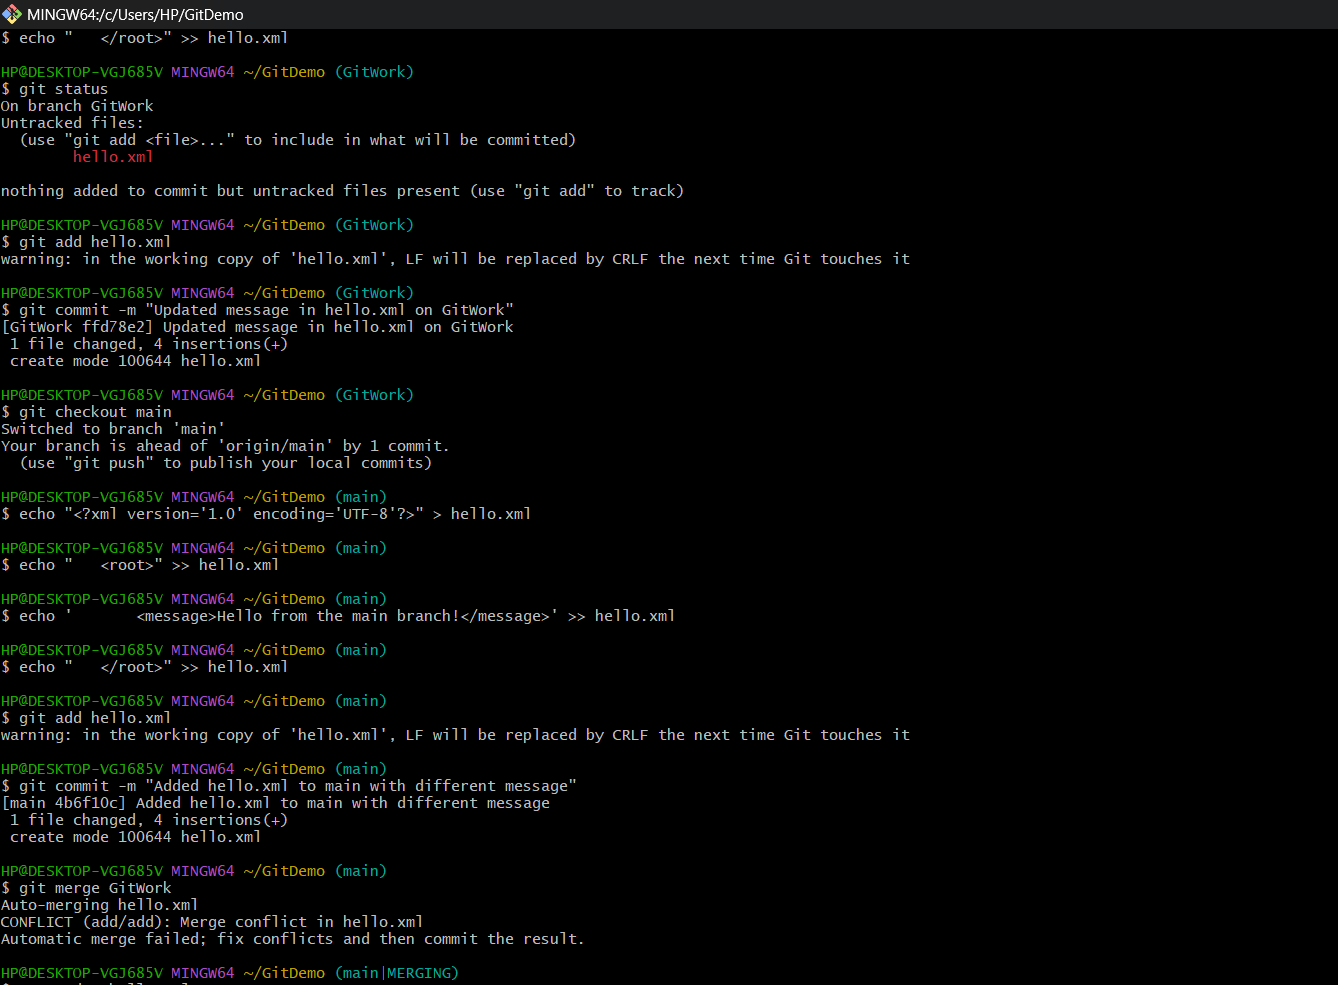 MINGW64:/c/Users/HP/GitDemo
$ echo "   </root>" >> hello.xml
HP@DESKTOP-VGJ685V MINGW64 ~/GitDemo (GitWork)
$ git status
On branch GitWork
Untracked files:
  (use "git add <file>..." to include in what will be committed)
        hello.xml
nothing added to commit but untracked files present (use "git add" to track)
HP@DESKTOP-VGJ685V MINGW64 ~/GitDemo (GitWork)
$ git add hello.xml
warning: in the working copy of 'hello.xml', LF will be replaced by CRLF the next time Git touches it
HP@DESKTOP-VGJ685V MINGW64 ~/GitDemo (GitWork)
$ git commit -m "Updated message in hello.xml on GitWork"
[GitWork ffd78e2] Updated message in hello.xml on GitWork
 1 file changed, 4 insertions(+)
 create mode 100644 hello.xml
HP@DESKTOP-VGJ685V MINGW64 ~/GitDemo (GitWork)
$ git checkout main
Switched to branch 'main'
Your branch is ahead of 'origin/main' by 1 commit.
  (use "git push" to publish your local commits)
HP@DESKTOP-VGJ685V MINGW64 ~/GitDemo (main)
$ echo "<?xml version='1.0' encoding='UTF-8'?>" > hello.xml
HP@DESKTOP-VGJ685V MINGW64 ~/GitDemo (main)
$ echo "   <root>" >> hello.xml
HP@DESKTOP-VGJ685V MINGW64 ~/GitDemo (main)
$ echo '       <message>Hello from the main branch!</message>' >> hello.xml
HP@DESKTOP-VGJ685V MINGW64 ~/GitDemo (main)
$ echo "   </root>" >> hello.xml
HP@DESKTOP-VGJ685V MINGW64 ~/GitDemo (main)
$ git add hello.xml
warning: in the working copy of 'hello.xml', LF will be replaced by CRLF the next time Git touches it
HP@DESKTOP-VGJ685V MINGW64 ~/GitDemo (main)
$ git commit -m "Added hello.xml to main with different message"
[main 4b6f10c] Added hello.xml to main with different message
 1 file changed, 4 insertions(+)
 create mode 100644 hello.xml
HP@DESKTOP-VGJ685V MINGW64 ~/GitDemo (main)
$ git merge GitWork
Auto-merging hello.xml
CONFLICT (add/add): Merge conflict in hello.xml
Automatic merge failed; fix conflicts and then commit the result.
HP@DESKTOP-VGJ685V MINGW64 ~/GitDemo (main|MERGING)